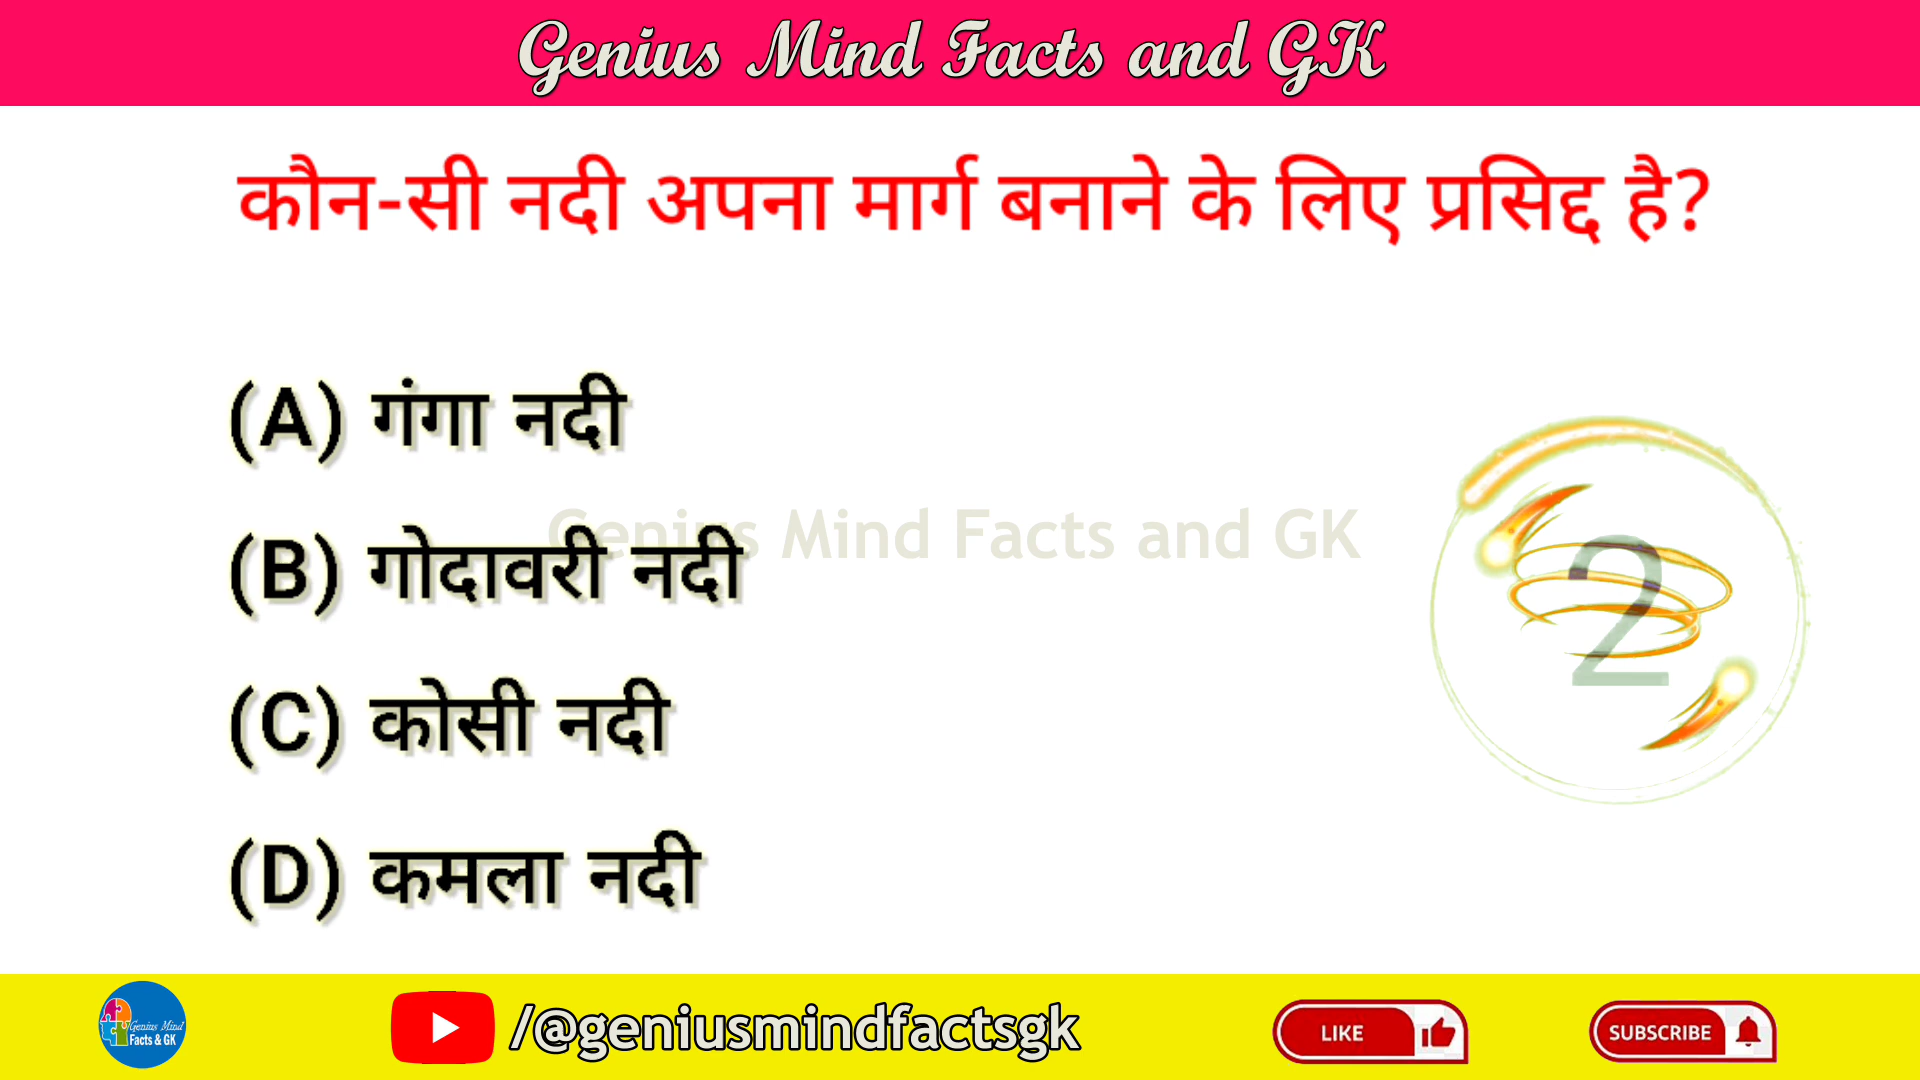 Genius Mind Facts and GK
कौन-सी नदी अपना मार्ग बनाने के लिए प्रसिद्द है?
(A) गंगा नदी
Genius Mind Facts and GK
(B) गोदावरी नदी
2
(C) कोसी नदी
(D) कमला नदी
Genius Mind
Facts & GK
/@geniusmindfactsgk
LIKE
SUBSCRIBE